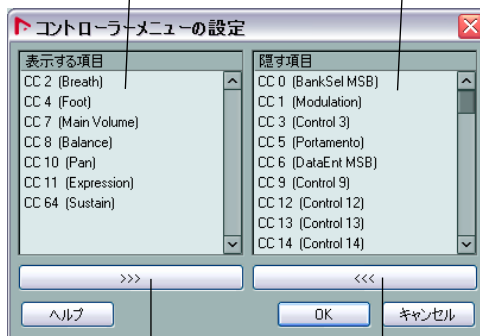 コントローラーメニューの設定
表示する項目
CC 2 (Breath)
CC 4 (Foot)
CC 7 (Main Volume)
CC 8 (Balance)
CC 10 (Pan)
CC 11 (Expression)
CC 64 (Sustain)
>>>
隠す項目
CC 0 (BankSel MSB)
CC 1 (Modulation)
CC 3 (Control 3)
CC 5 (Portamento)
CC 6 (DataEnt MSB)
CC 9 (Control 9)
CC 12 (Control 12)
CC 13 (Control 13)
CC 14 (Control 14)
<<<
ヘルプ
OK
キャンセル